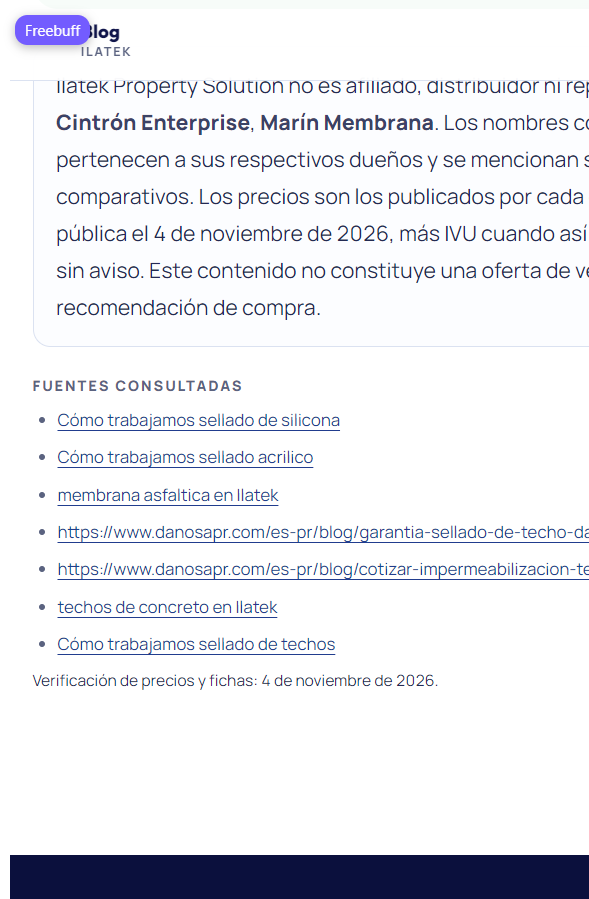 Freebuff
Blog
ILATEK
Ilatek Property Solution no es afiliado, distribuidor ni rep
Cintrón Enterprise, Marín Membrana. Los nombres co
pertenecen a sus respectivos dueños y se mencionan s
comparativos. Los precios son los publicados por cada
pública el 4 de noviembre de 2026, más IVU cuando así
sin aviso. Este contenido no constituye una oferta de ve
recomendación de compra.
FUENTES CONSULTADAS
Cómo trabajamos sellado de silicona
Cómo trabajamos sellado acrilico
membrana asfaltica en Ilatek
https://www.danosapr.com/es-pr/blog/garantia-sellado-de-techo-da
https://www.danosapr.com/es-pr/blog/cotizar-impermeabilizacion-te
techos de concreto en Ilatek
Cómo trabajamos sellado de techos
Verificación de precios y fichas: 4 de noviembre de 2026.